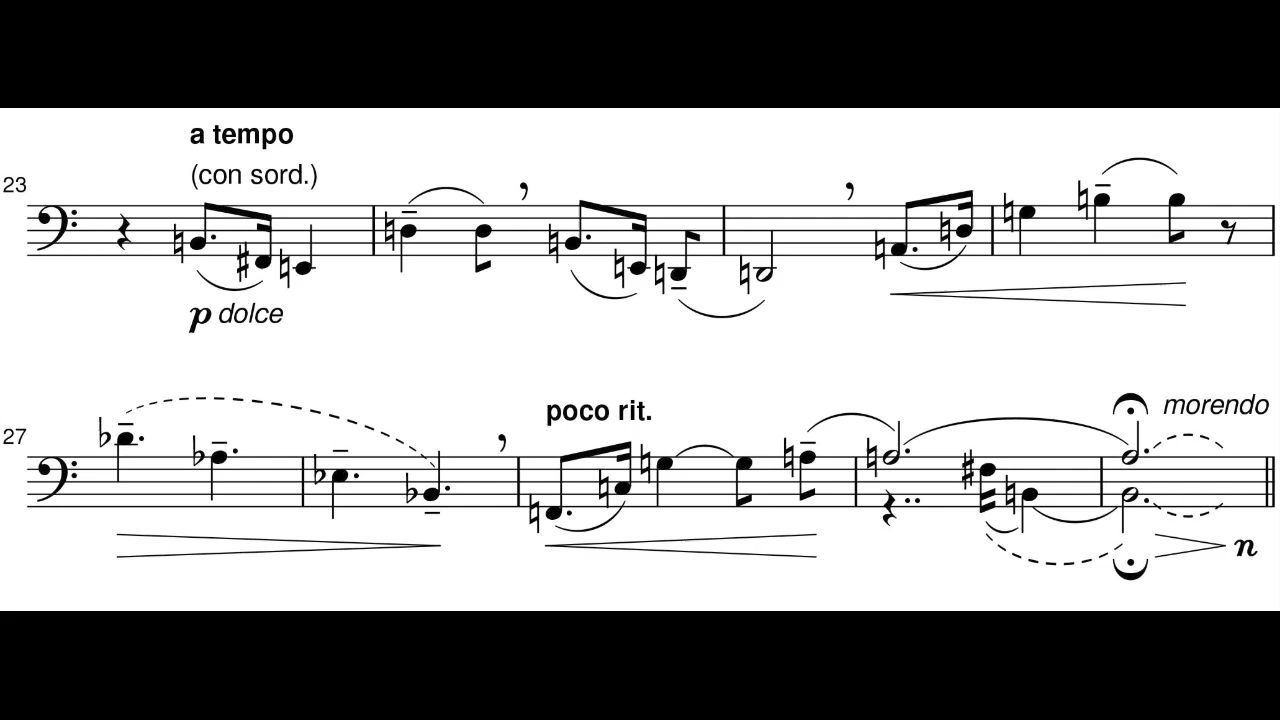 a tempo
(con sord.)
23
p dolce
poco rit.
morendo
27
n